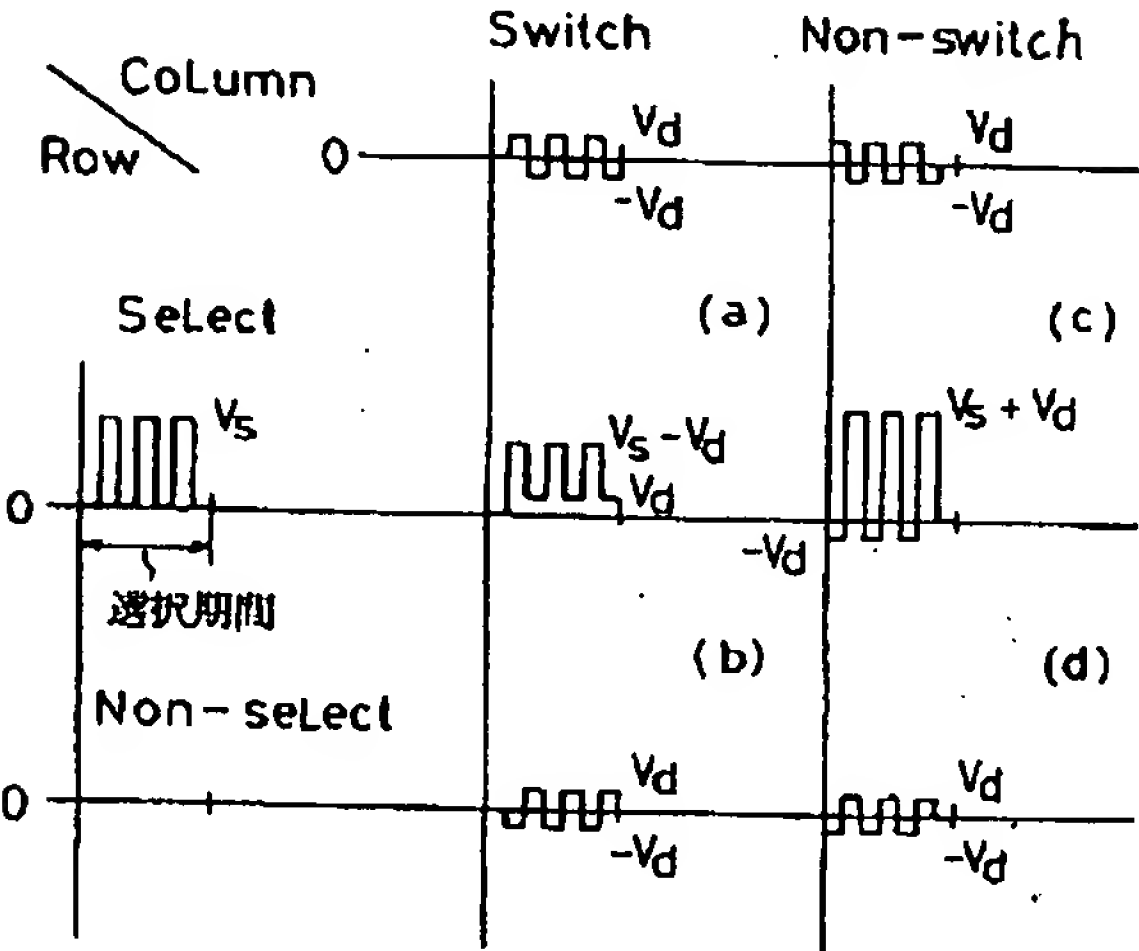 Switch Non-switch
Column
Row
0 Vd Vd
-Vd -Vd
Select (a) (c)
Vs Vs - Vd Vs + Vd
0 Vd
-Vd
選択期間
(b) (d)
Non-select
Vd Vd
0
-Vd -Vd